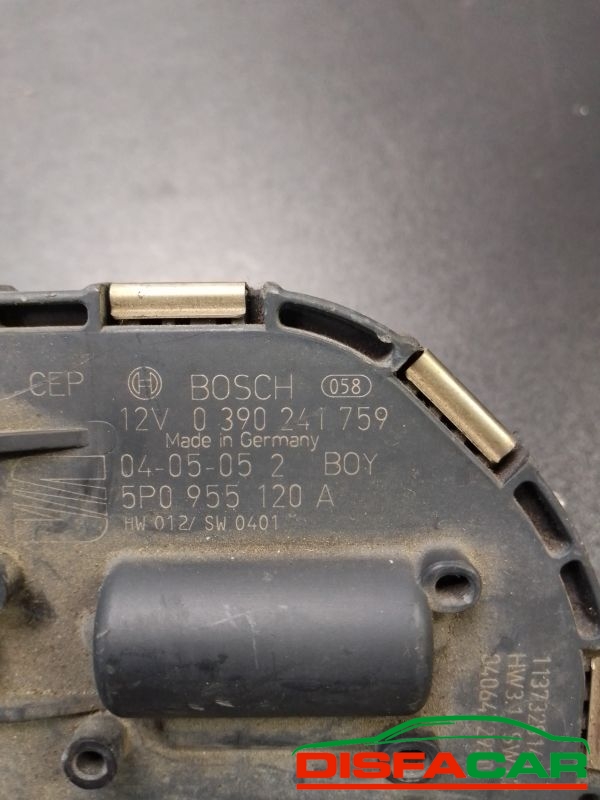 CEP BOSCH 058
12V 0 390 241 759
Made in Germany
04-05-05 2 BOY
5P0 955 120 A
HW 012/ SW 0401
DISFACAR